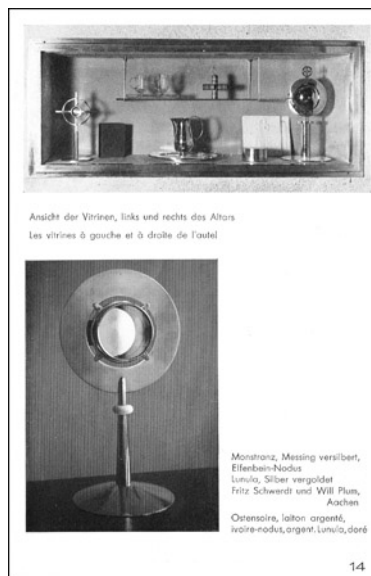 Ansicht der Vitrinen, links und rechts des Altars
Les vitrines à gauche et à droite de l'autel
Monstranz, Messing versilbert,
Elfenbein-Nodus
Lunula, Silber vergoldet
Fritz Schwerdt und Will Plum,
Aachen
Ostensoire, laiton argenté,
ivoire-nodus, argent. Lunula, doré
14